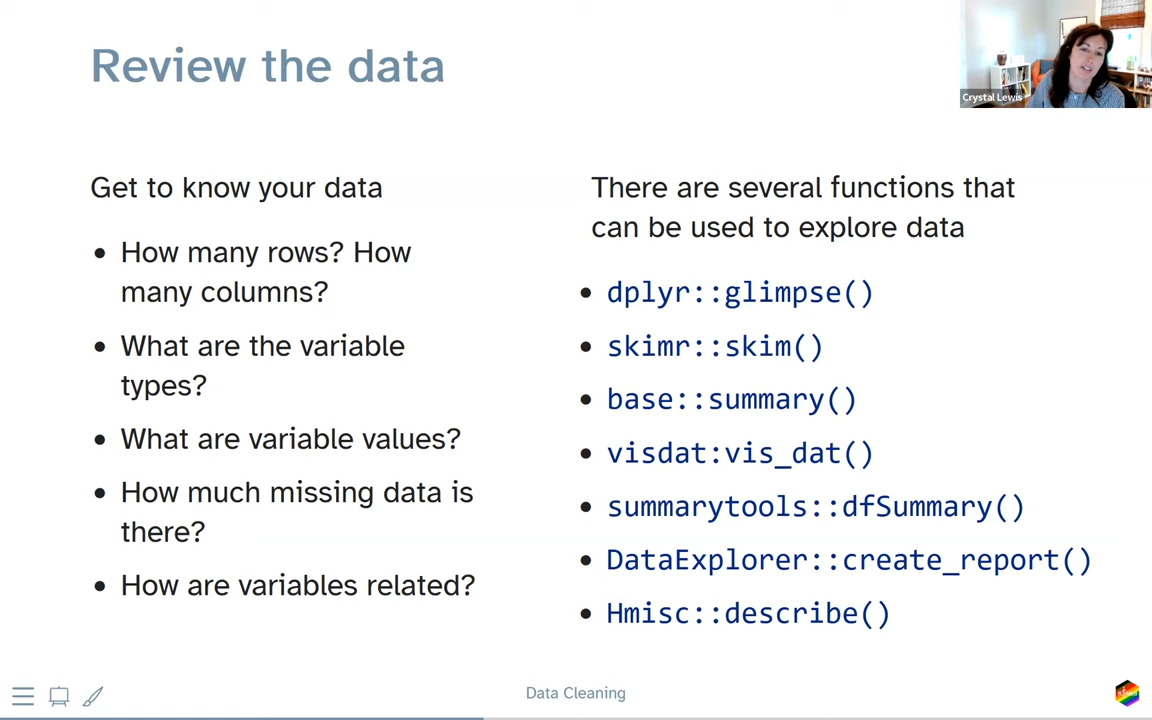 Review the data
Crystal Lewis
Get to know your data
• How many rows? How
many columns?
• What are the variable
types?
• What are variable values?
• How much missing data is
there?
• How are variables related?
There are several functions that
can be used to explore data
• dplyr::glimpse()
• skimr::skim()
• base::summary()
• visdat:vis_dat()
• summarytools::dfSummary()
• DataExplorer::create_report()
• Hmisc::describe()
Data Cleaning